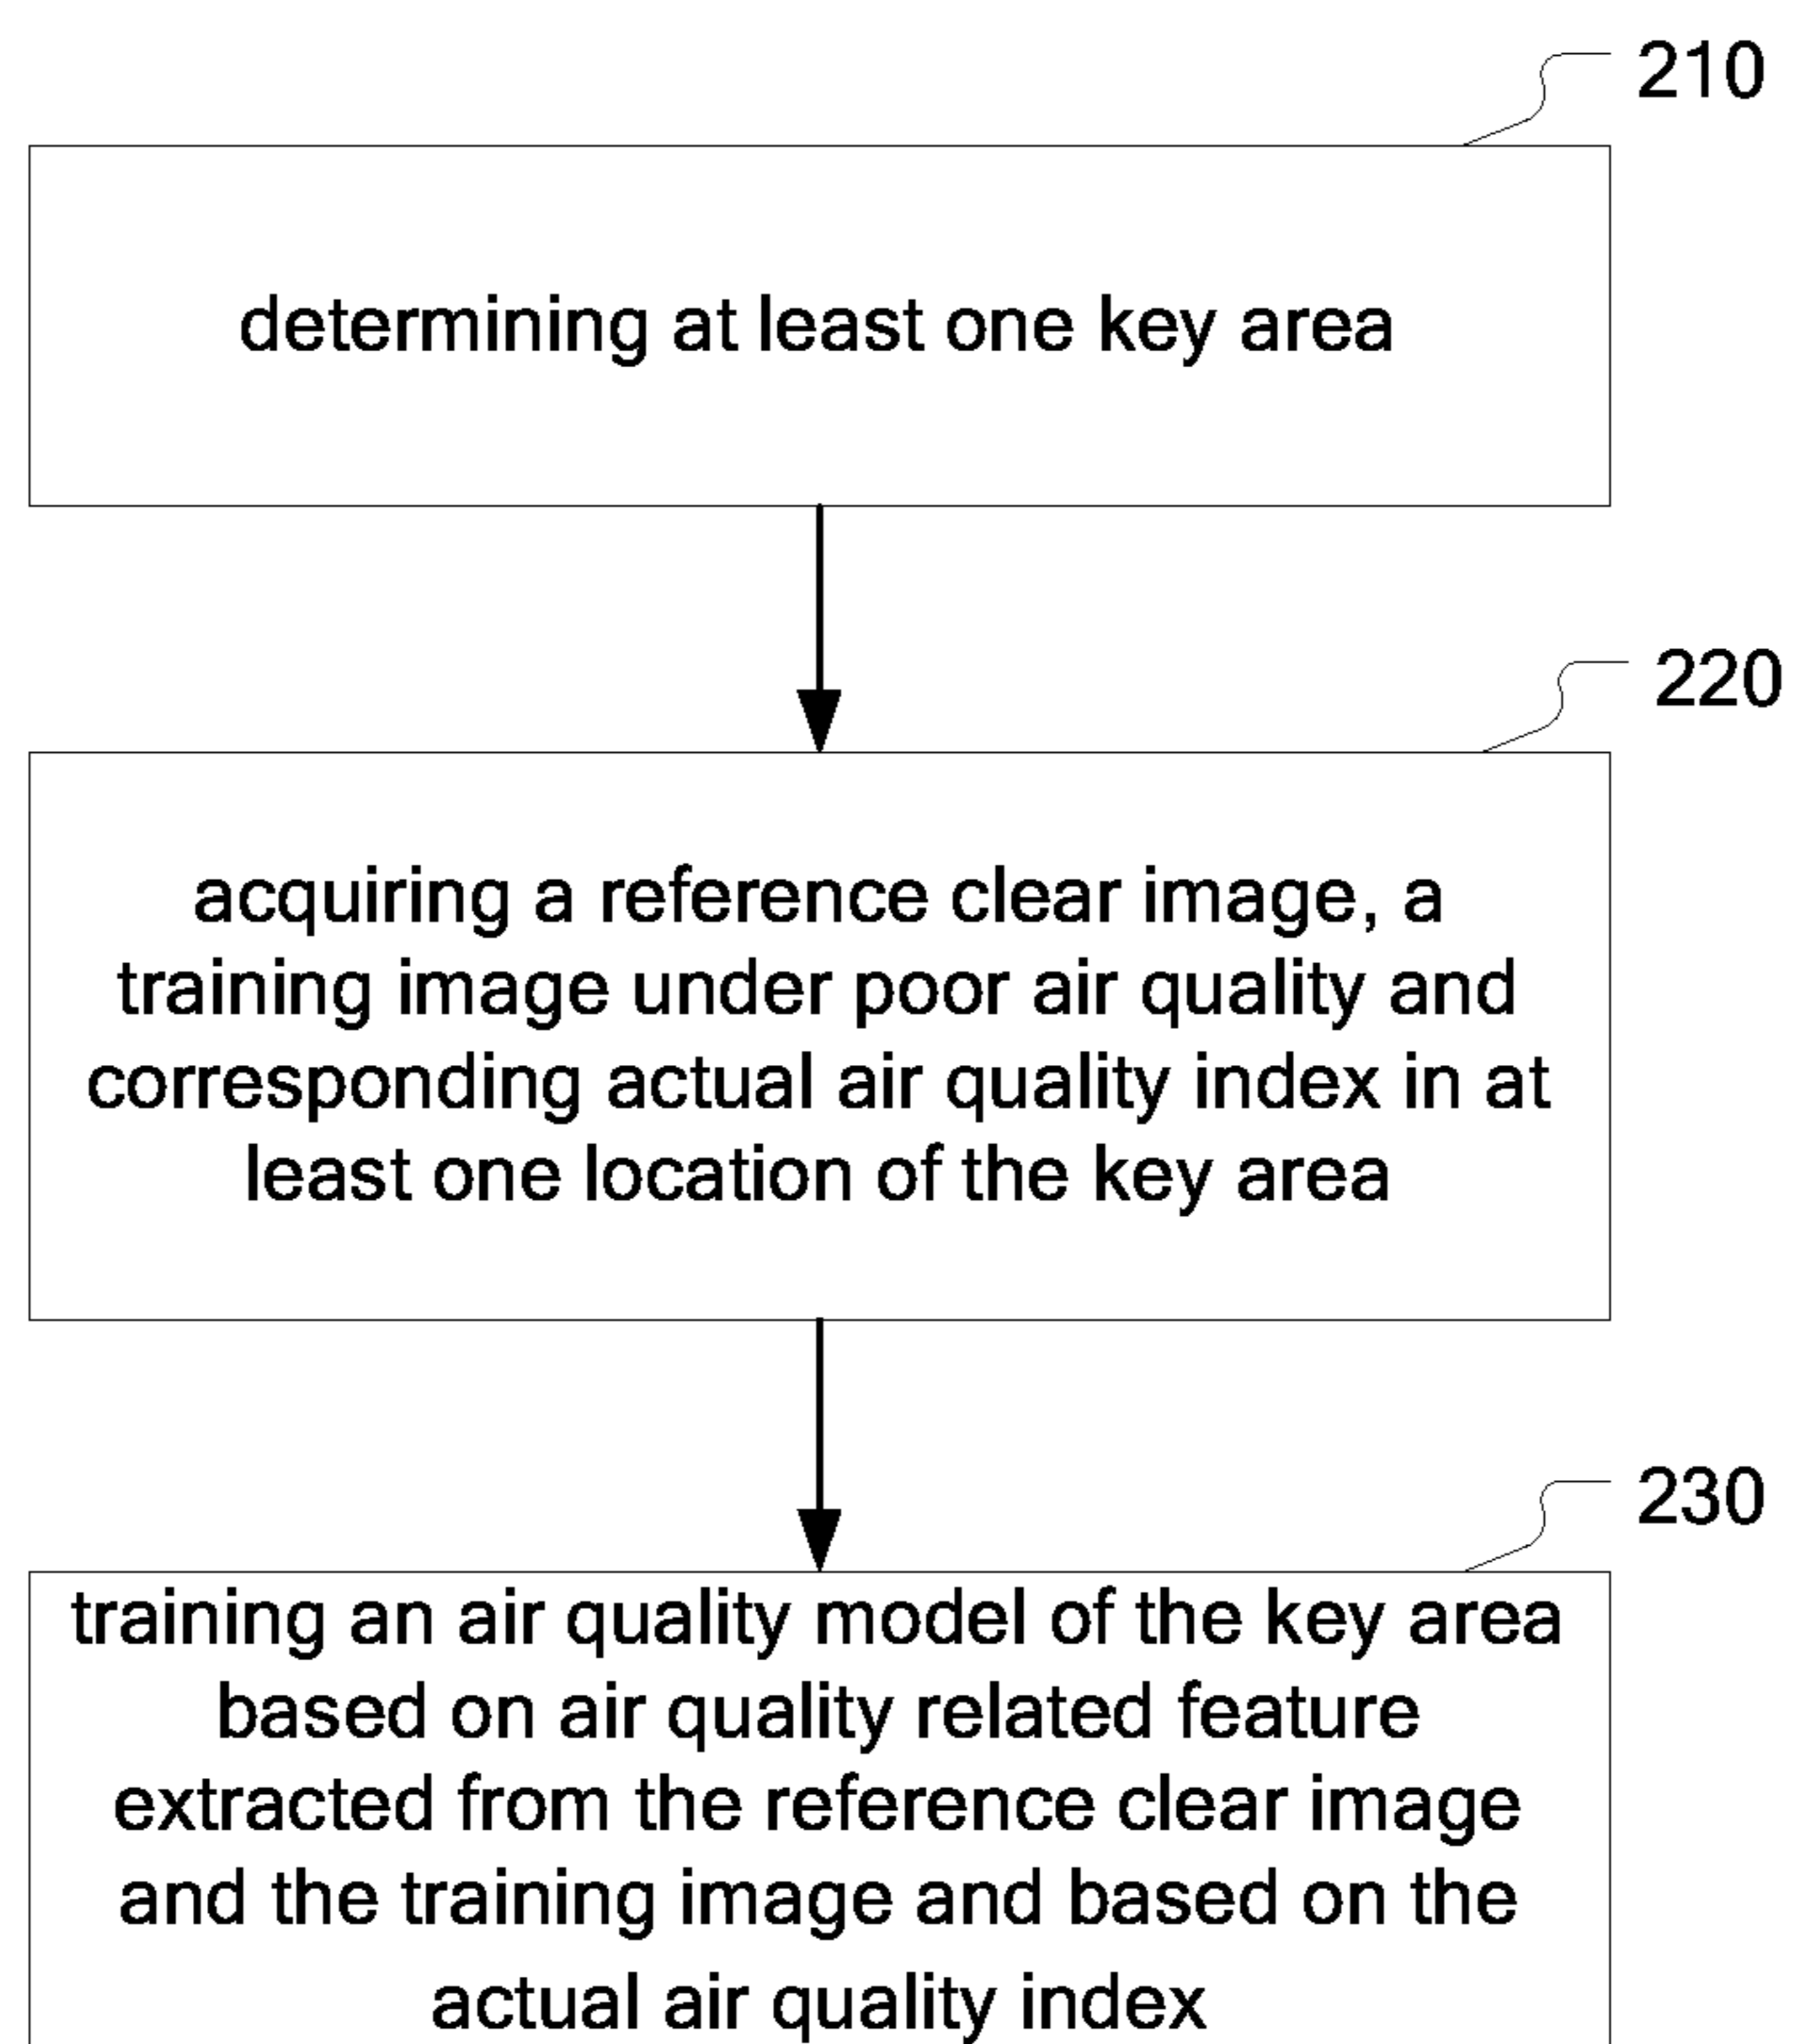 210
determining at least one key area
220
acquiring a reference clear image, a
training image under poor air quality and
corresponding actual air quality index in at
least one location of the key area
230
training an air quality model of the key area
based on air quality related feature
extracted from the reference clear image
and the training image and based on the
actual air quality index